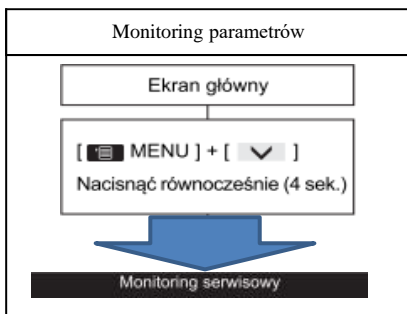 Monitoring parametrów
Ekran główny
[ MENU ] + [ ]
Nacisnąć równocześnie (4 sek.)
Monitoring serwisowy